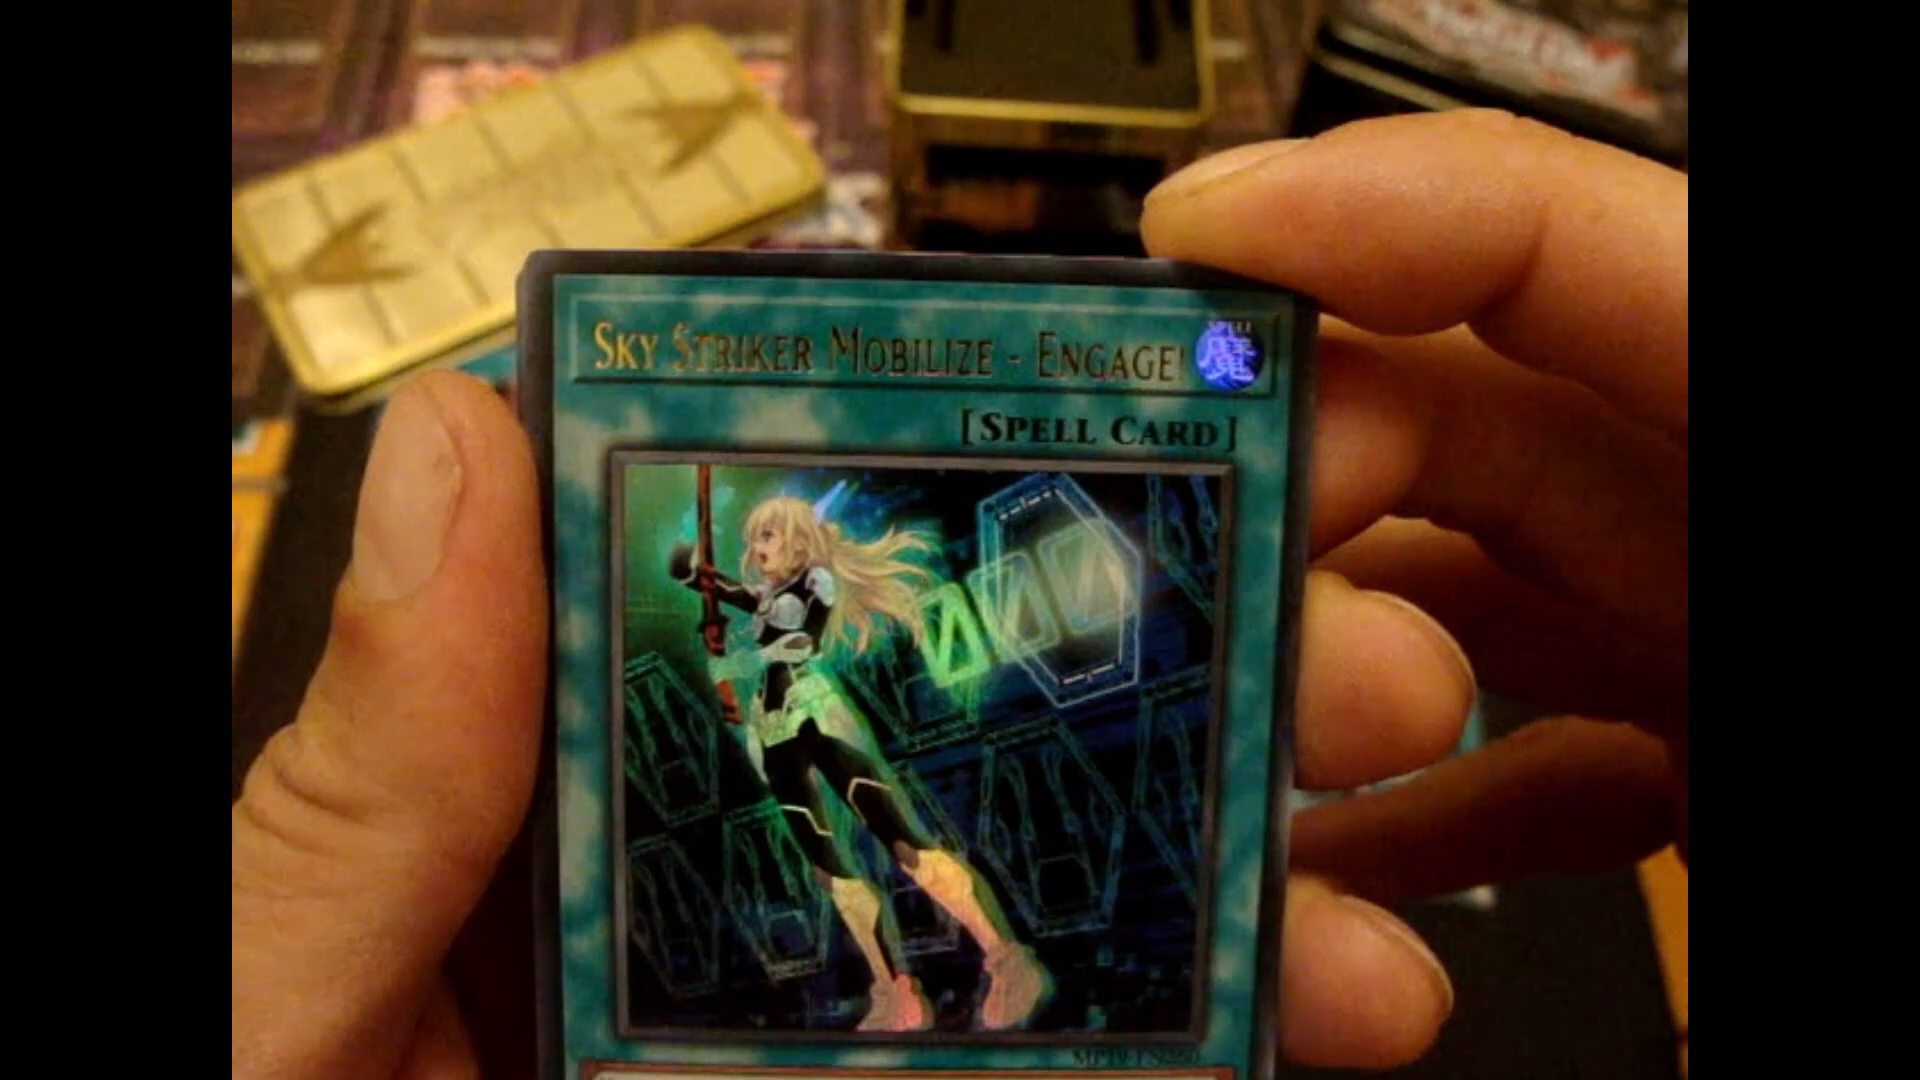 SKY STRIKER MOBILIZE - ENGAGE!
SPELL
魔
[SPELL CARD]